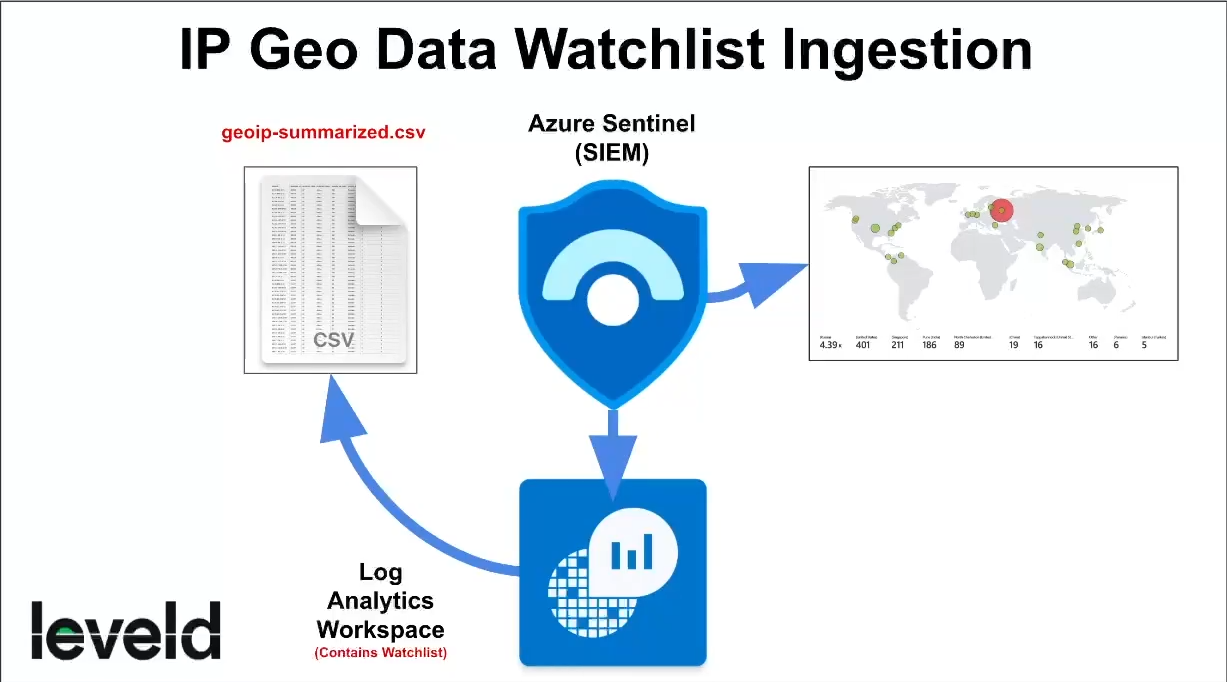 IP Geo Data Watchlist Ingestion
geoip-summarized.csv
Azure Sentinel
(SIEM)
CSV
4.39 K 401 211 186 89 19 16 16 6 5
Log
Analytics
Workspace
(Contains Watchlist)
leveld